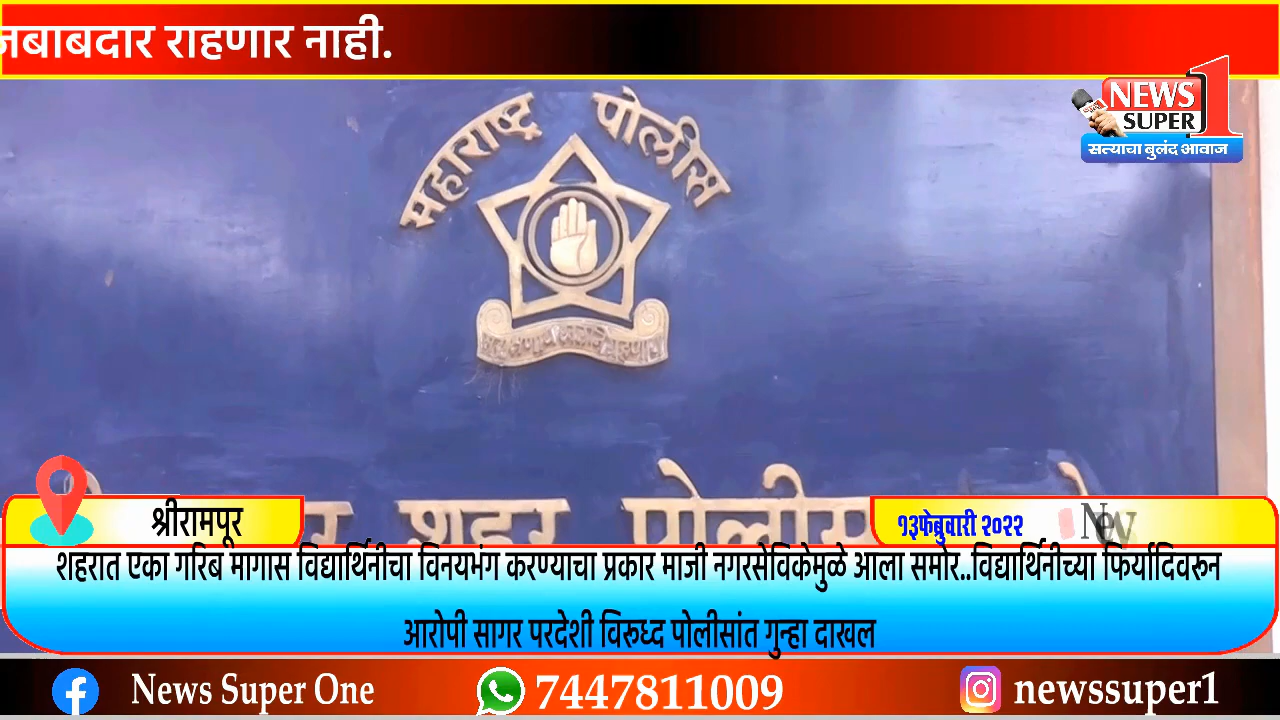 जबाबदार राहणार नाही.
NEWS
SUPER 1
सत्याचा बुलंद आवाज
महाराष्ट्र पोलीस
शहर पोलीस
श्रीरामपूर
१३फेब्रुवारी २०२२
शहरात एका गरिब मागास विद्यार्थिनीचा विनयभंग करण्याचा प्रकार माजी नगरसेविकेमुळे आला समोर..विद्यार्थिनीच्या फिर्यादिवरून
आरोपी सागर परदेशी विरूध्द पोलीसांत गुन्हा दाखल
News Super One
7447811009
newssuper1